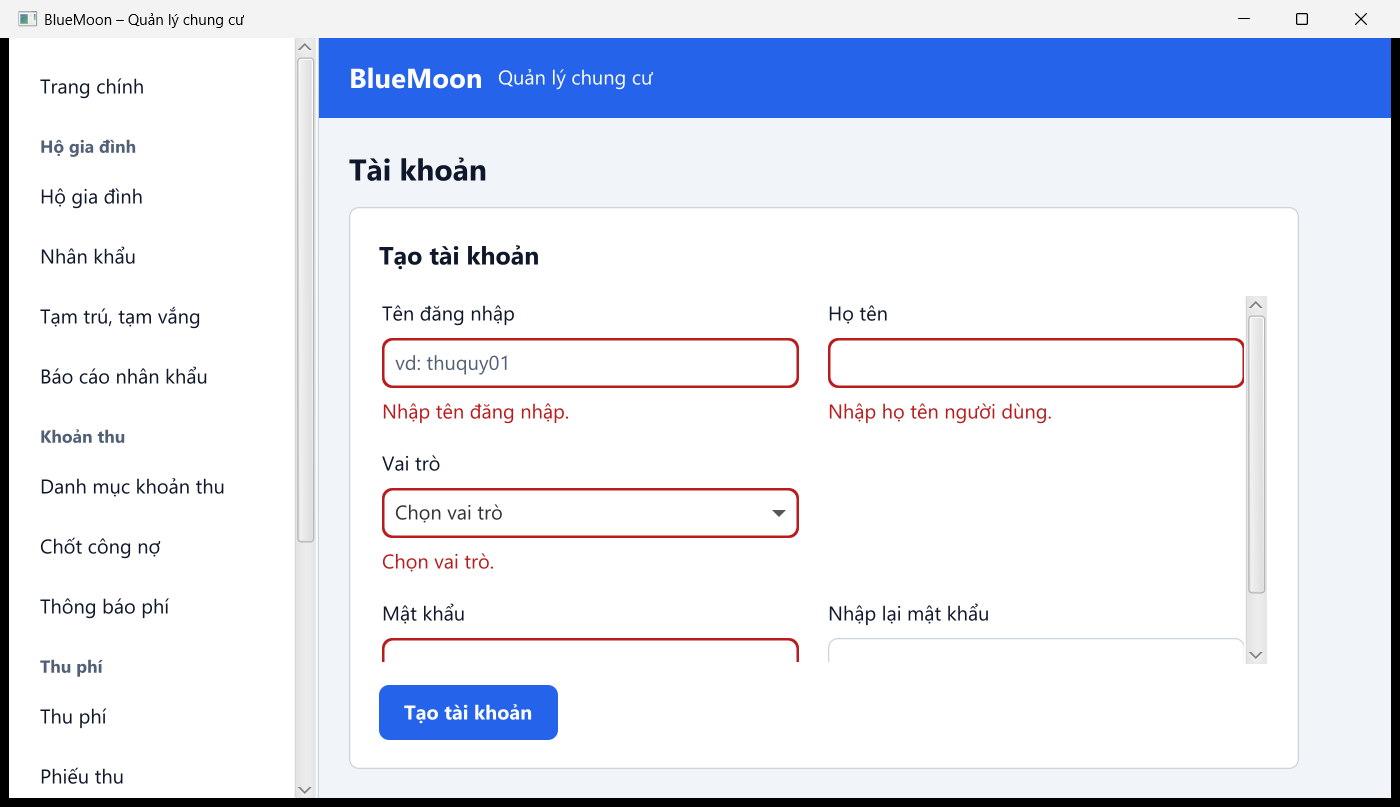 BlueMoon – Quản lý chung cư
Trang chính
Hộ gia đình
Hộ gia đình
Nhân khẩu
Tạm trú, tạm vắng
Báo cáo nhân khẩu
Khoản thu
Danh mục khoản thu
Chốt công nợ
Thông báo phí
Thu phí
Thu phí
Phiếu thu
BlueMoon Quản lý chung cư
Tài khoản
Tạo tài khoản
Tên đăng nhập
Họ tên
vd: thuquy01
Nhập tên đăng nhập.
Nhập họ tên người dùng.
Vai trò
Chọn vai trò
Chọn vai trò.
Mật khẩu
Nhập lại mật khẩu
Tạo tài khoản